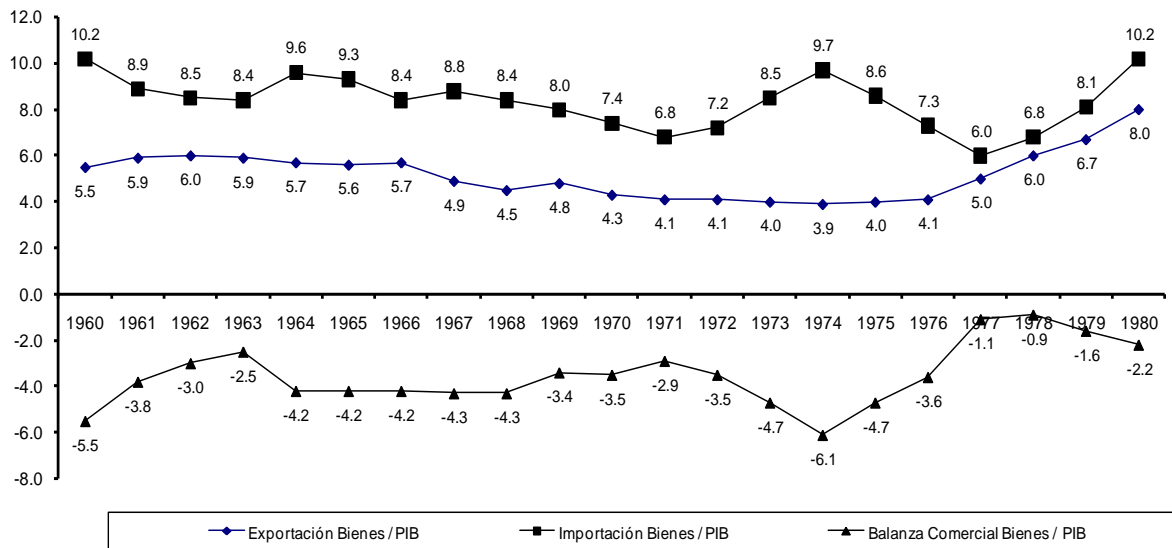 12.0
10.0
8.0
6.0
4.0
2.0
0.0
-2.0
-4.0
-6.0
-8.0
10.2 8.9 8.5 8.4 9.6 9.3 8.4 8.8 8.4 8.0 7.4 6.8 7.2 8.5 9.7 8.6 7.3 6.0 6.8 8.1 10.2
5.5 5.9 6.0 5.9 5.7 5.6 5.7 4.9 4.5 4.8 4.3 4.1 4.1 4.0 3.9 4.0 4.1 5.0 6.0 6.7 8.0
1960 1961 1962 1963 1964 1965 1966 1967 1968 1969 1970 1971 1972 1973 1974 1975 1976 1977 1978 1979 1980
-5.5 -3.8 -3.0 -2.5 -4.2 -4.2 -4.2 -4.3 -4.3 -3.4 -3.5 -2.9 -3.5 -4.7 -6.1 -4.7 -3.6 -1.1 -0.9 -1.6 -2.2
Exportación Bienes / PIB Importación Bienes / PIB Balanza Comercial Bienes / PIB